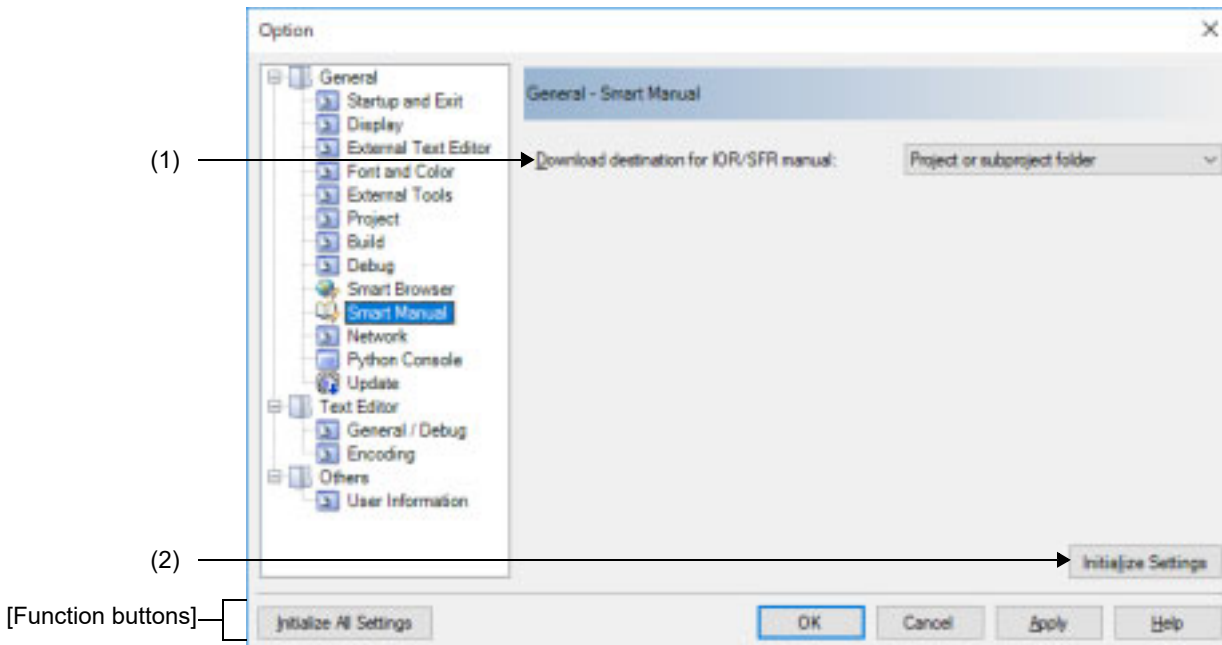 Option
General
Startup and Exit
Display
External Text Editor
Font and Color
External Tools
Project
Build
Debug
Smart Browser
Smart Manual
Network
Python Console
Update
Text Editor
General / Debug
Encoding
Others
User Information
General - Smart Manual
(1)
Download destination for IOR/SFR manual:
Project or subproject folder
(2)
Initialize Settings
[Function buttons]
Initialize All Settings
OK
Cancel
Apply
Help